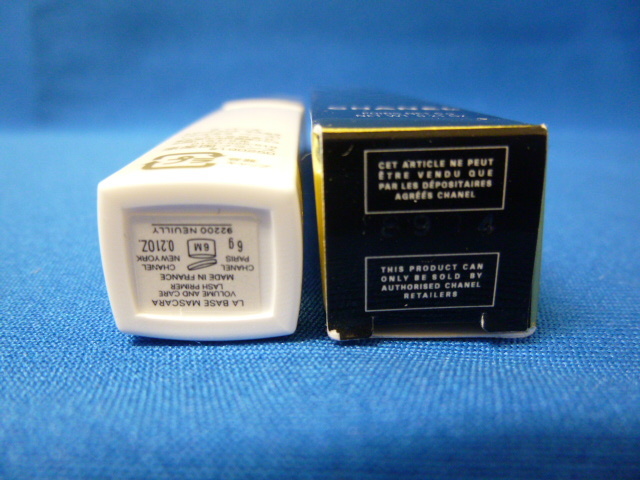 LA BASE MASCARA
VOLUME AND CARE
LASH PRIMER
MADE IN FRANCE
CHANEL CHANEL
PARIS NEW YORK
6g 6M 0.21OZ
92200 NEUILLY
CHANEL
CET ARTICLE NE PEUT
ÊTRE VENDU QUE
PAR LES DÉPOSITAIRES
AGRÉÉS CHANEL
THIS PRODUCT CAN
ONLY BE SOLD BY
AUTHORISED CHANEL
RETAILERS